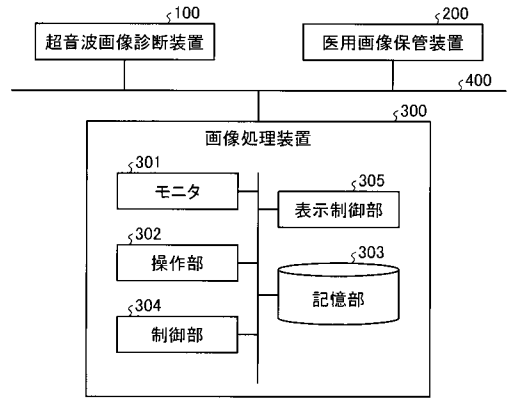 100
超音波画像診断装置
200
医用画像保管装置
400
300
画像処理装置
301
モニタ
305
表示制御部
302
操作部
303
記憶部
304
制御部